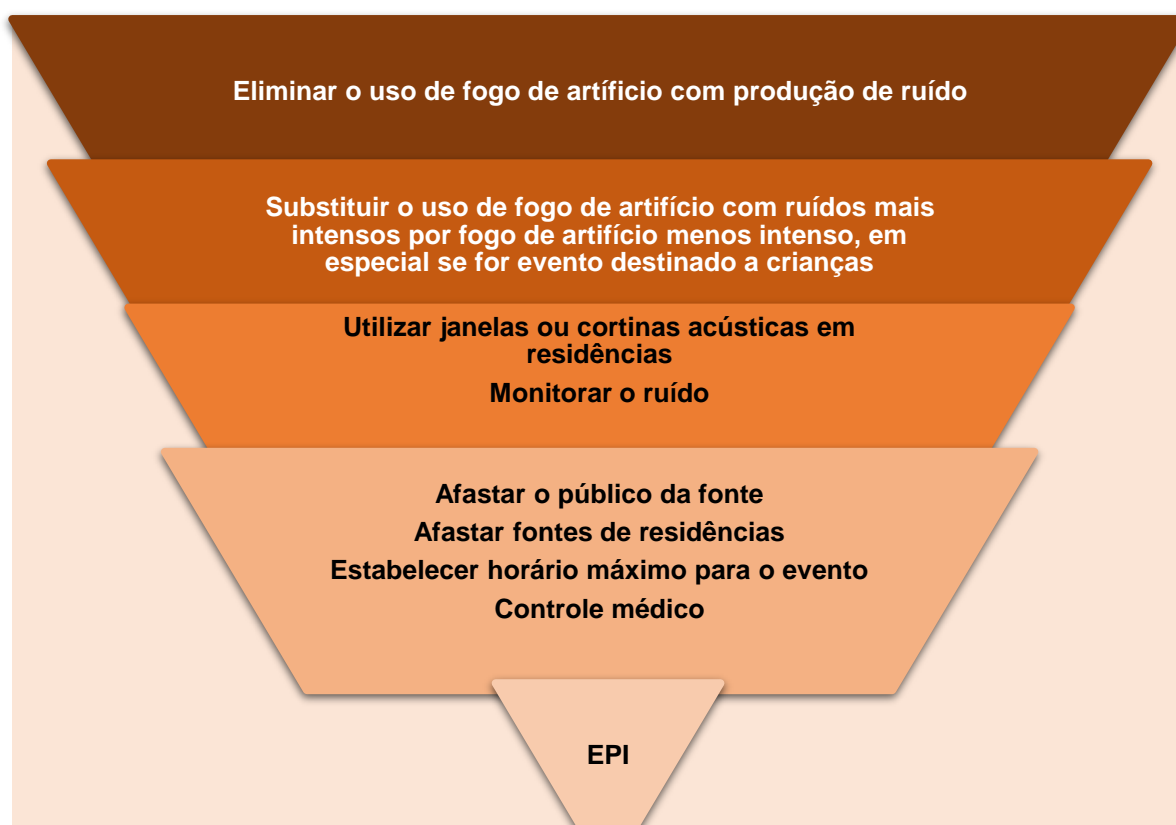 Eliminar o uso de fogo de artíficio com produção de ruído
Substituir o uso de fogo de artifício com ruídos mais
intensos por fogo de artifício menos intenso, em
especial se for evento destinado a crianças
Utilizar janelas ou cortinas acústicas em
residências
Monitorar o ruído
Afastar o público da fonte
Afastar fontes de residências
Estabelecer horário máximo para o evento
Controle médico
EPI